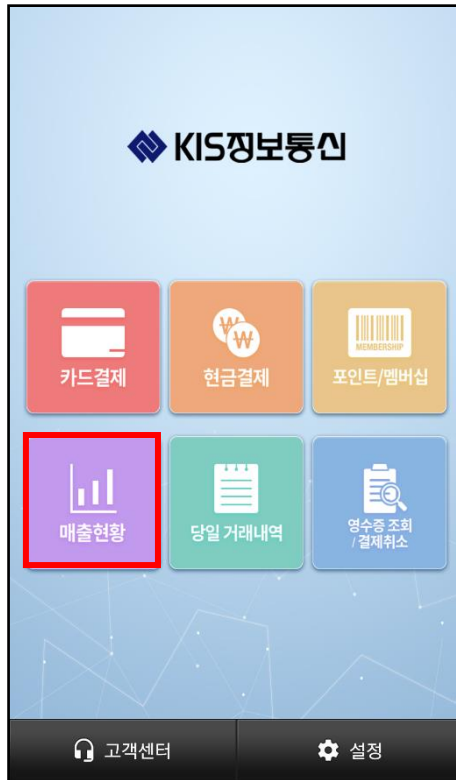 KIS정보통신
카드결제
현금결제
MEMBERSHIP
포인트/멤버십
매출현황
당일 거래내역
영수증 조회
/ 결제취소
고객센터
설정